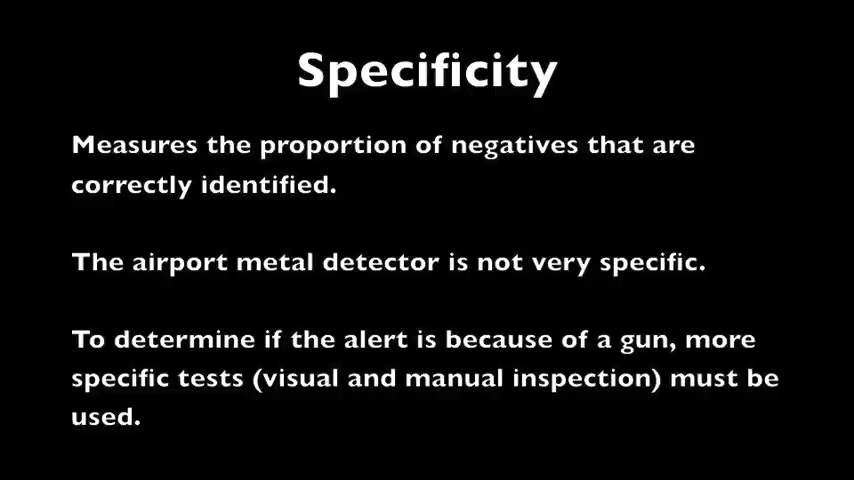 Specificity
Measures the proportion of negatives that are
correctly identified.
The airport metal detector is not very specific.
To determine if the alert is because of a gun, more
specific tests (visual and manual inspection) must be
used.